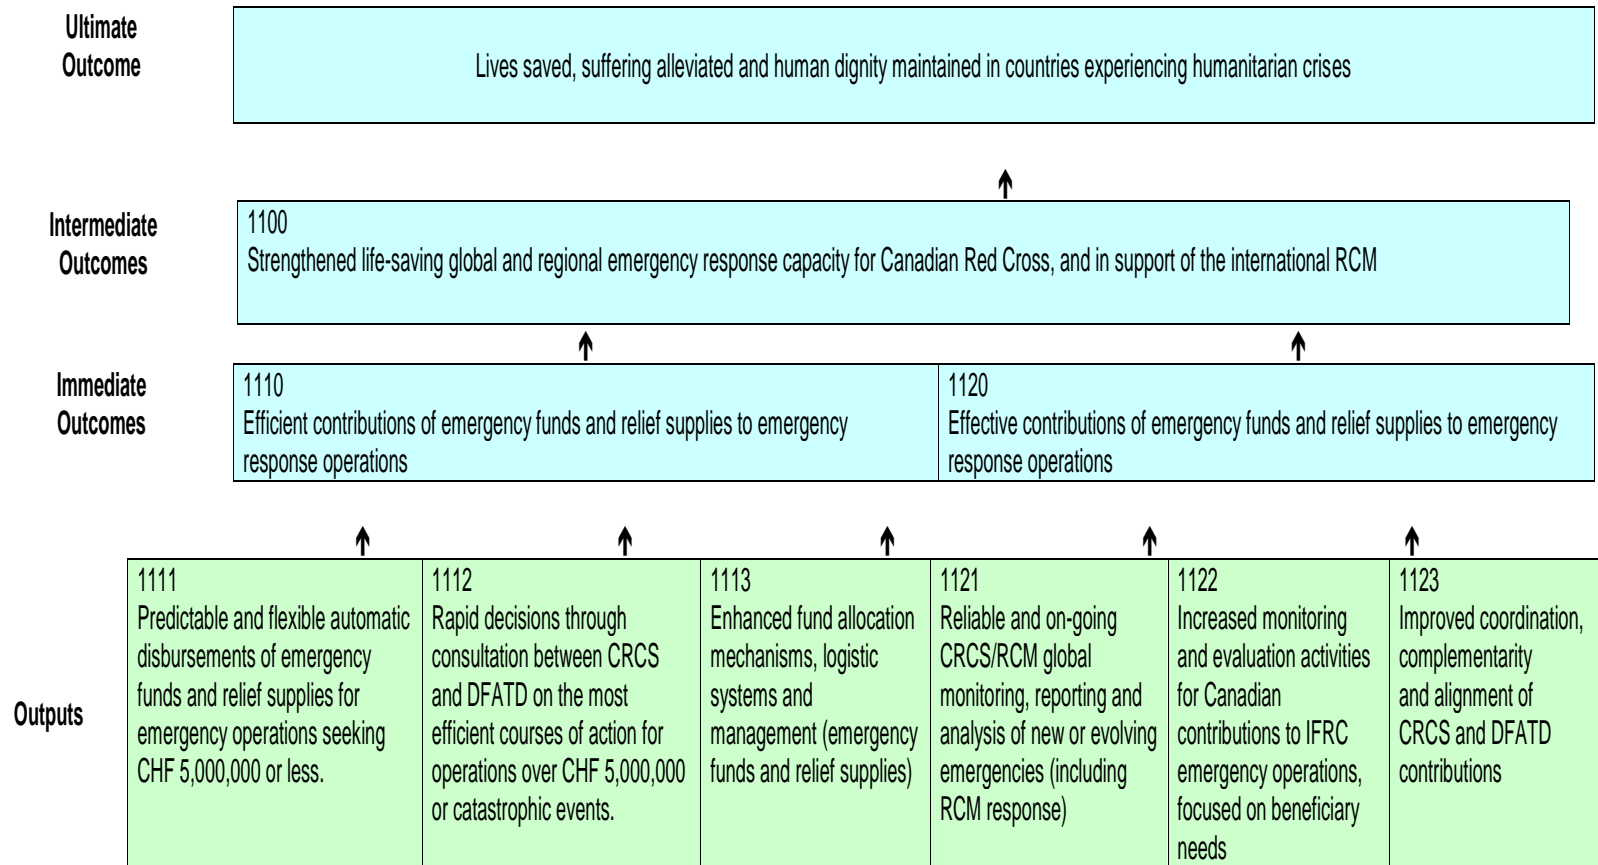 Ultimate
Outcome
Lives saved, suffering alleviated and human dignity maintained in countries experiencing humanitarian crises
Intermediate
Outcomes
1100
Strengthened life-saving global and regional emergency response capacity for Canadian Red Cross, and in support of the international RCM
Immediate
Outcomes
1110
Efficient contributions of emergency funds and relief supplies to emergency
response operations
1120
Effective contributions of emergency funds and relief supplies to emergency
response operations
Outputs
1111
Predictable and flexible automatic
disbursements of emergency
funds and relief supplies for
emergency operations seeking
CHF 5,000,000 or less.
1112
Rapid decisions through
consultation between CRCS
and DFATD on the most
efficient courses of action for
operations over CHF 5,000,000
or catastrophic events.
1113
Enhanced fund allocation
mechanisms, logistic
systems and
management (emergency
funds and relief supplies)
1121
Reliable and on-going
CRCS/RCM global
monitoring, reporting and
analysis of new or evolving
emergencies (including
RCM response)
1122
Increased monitoring
and evaluation activities
for Canadian
contributions to IFRC
emergency operations,
focused on beneficiary
needs
1123
Improved coordination,
complementarity
and alignment of
CRCS and DFATD
contributions